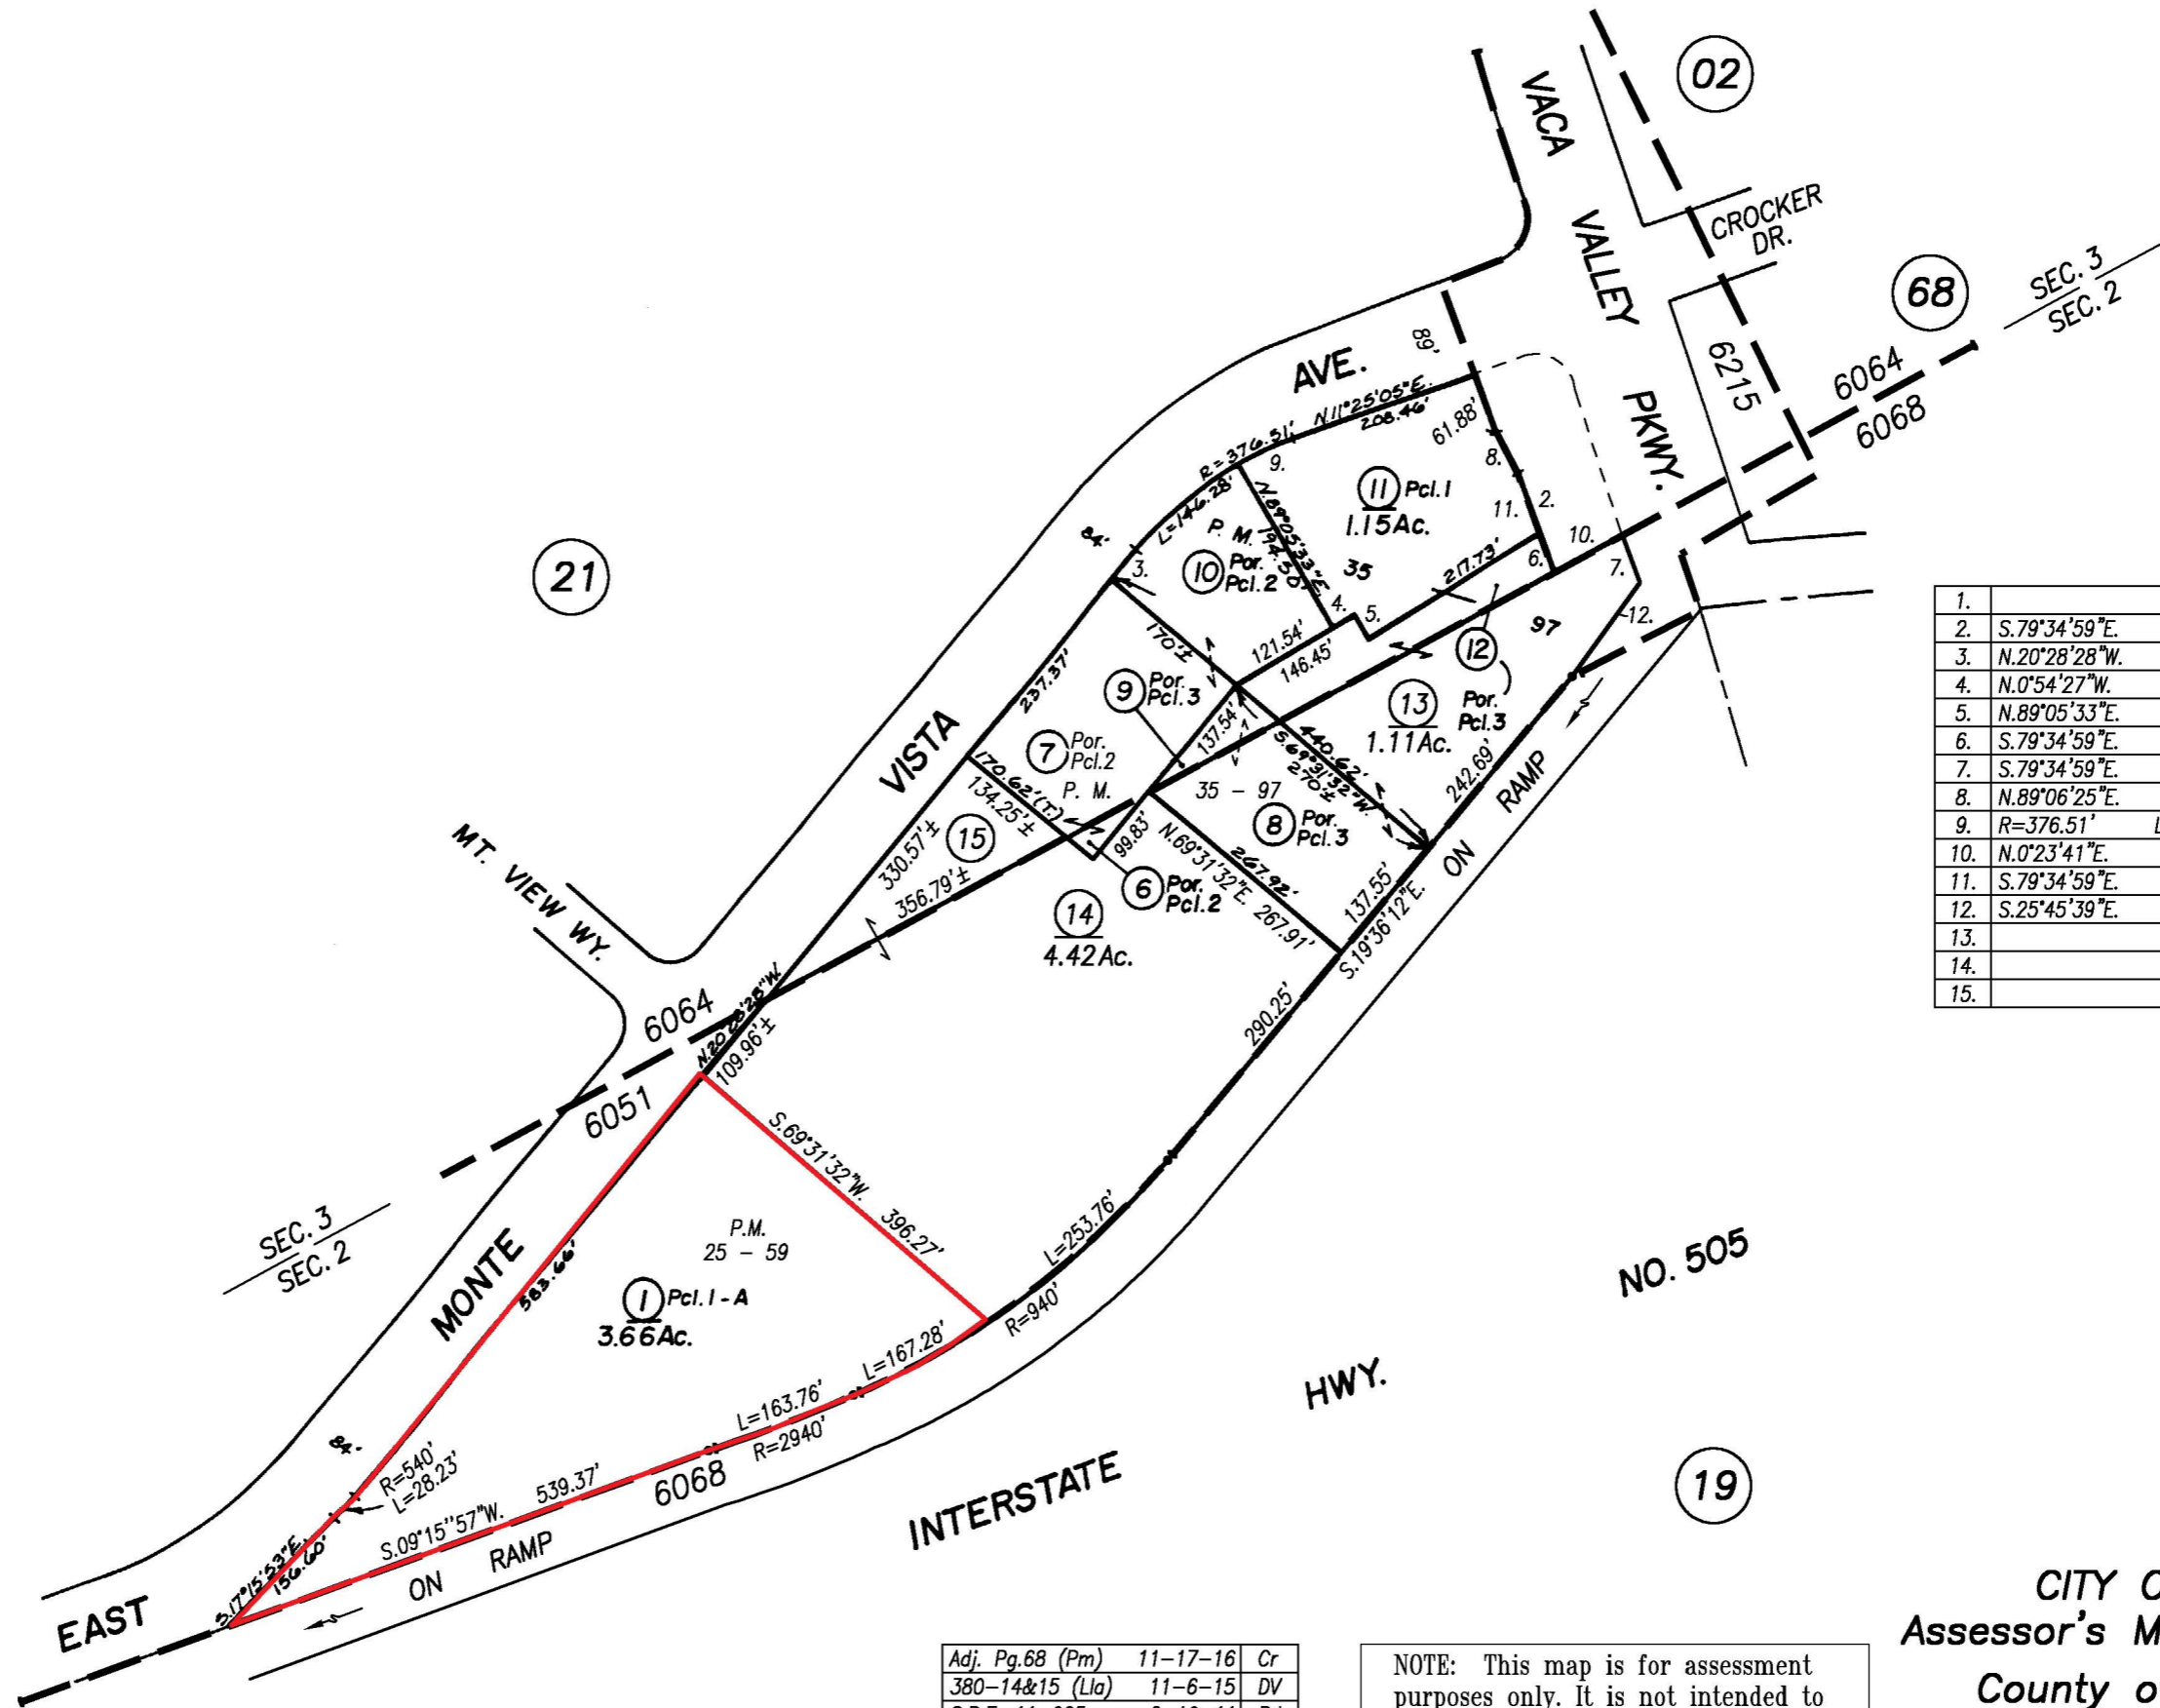 02
VACA
VALLEY
PKWY.
CROCKER
DR.
68
SEC. 3
SEC. 2
6215
6064
6068
89'
AVE.
N.11°25'05"E.
208.46'
61.88'
R=376.51'
9.
8.
L=146.28'
11 Pcl.1
1.15Ac.
11.
2.
10.
6.
7.
84'
3.
P. M.
N.89°05'33"E.
194.50'
10 Por.
Pcl.2
35
217.73'
4.
5.
21
170'±
121.54'
146.45'
12
97
12.
237.37'
9 Por.
Pcl.3
137.54'
13
1.11Ac.
Por.
Pcl.3
VISTA
7 Por.
Pcl.2
P. M.
170.62'(T.)
134.25'±
35 – 97
440.62'
S.69°31'32"W.
270'±
242.69'
ON RAMP
8 Por.
Pcl.3
15
99.83'
N.69°31'32"E. 267.91'
267.92'
137.55'
S.19°36'12"E.
330.57'±
356.79'±
6 Por.
Pcl.2
14
4.42Ac.
MT. VIEW WY.
290.25'
6064
6051
N.20°28'28"W.
109.96'±
S.69°31'32"W. 396.27'
SEC. 3
SEC. 2
MONTE
583.66'
P.M.
25 – 59
1 Pcl.1-A
3.66Ac.
L=253.76'
R=940'
L=167.28'
L=163.76'
R=2940'
NO. 505
HWY.
INTERSTATE
84'
R=540'
L=28.23'
539.37'
6068
S.09°15'57"W.
S.17°15'53"E.
156.60'
ON RAMP
EAST
19
1.
2. S.79°34'59"E.
3. N.20°28'28"W.
4. N.0°54'27"W.
5. N.89°05'33"E.
6. S.79°34'59"E.
7. S.79°34'59"E.
8. N.89°06'25"E.
9. R=376.51' L
10. N.0°23'41"E.
11. S.79°34'59"E.
12. S.25°45'39"E.
13.
14.
15.
Adj. Pg.68 (Pm) 11–17–16 Cr
380–14&15 (Lla) 11–6–15 DV
NOTE: This map is for assessment
purposes only. It is not intended to
CITY O
Assessor's M
County o